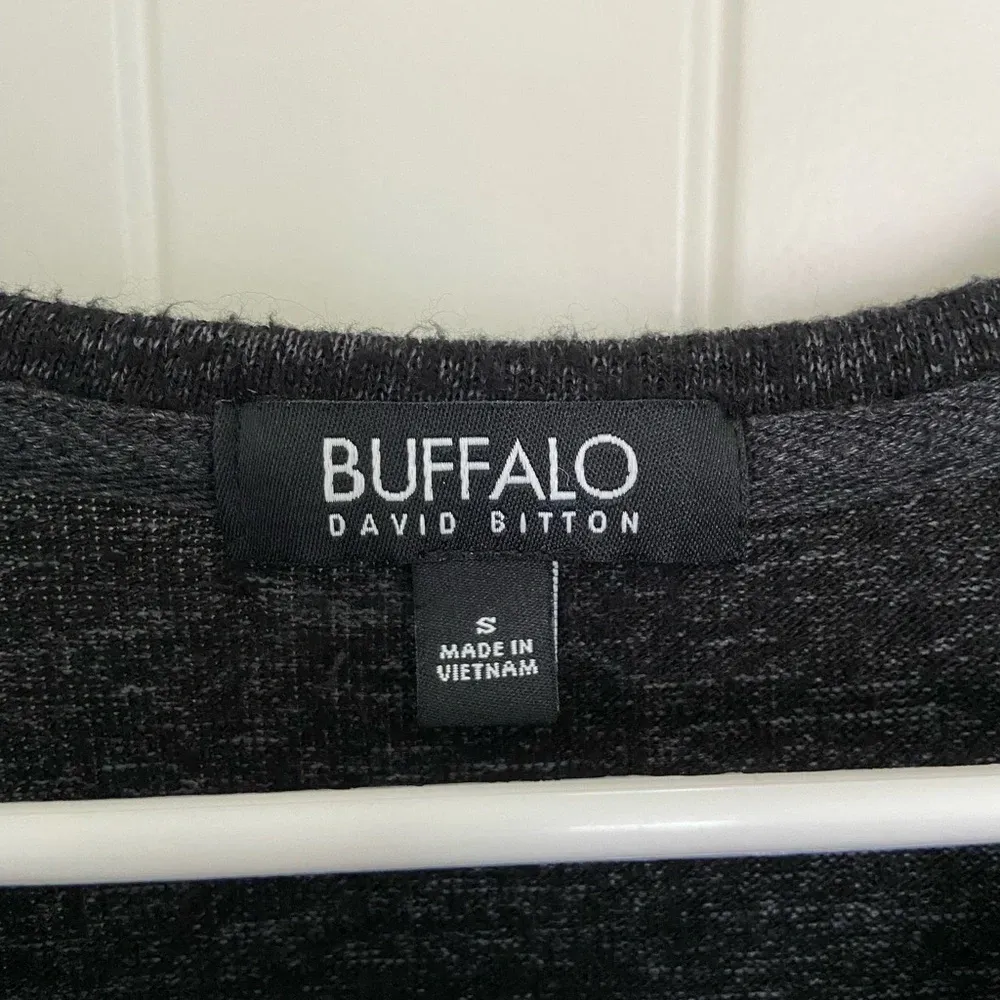 BUFFALO
DAVID BITTON
S
MADE IN
VIETNAM